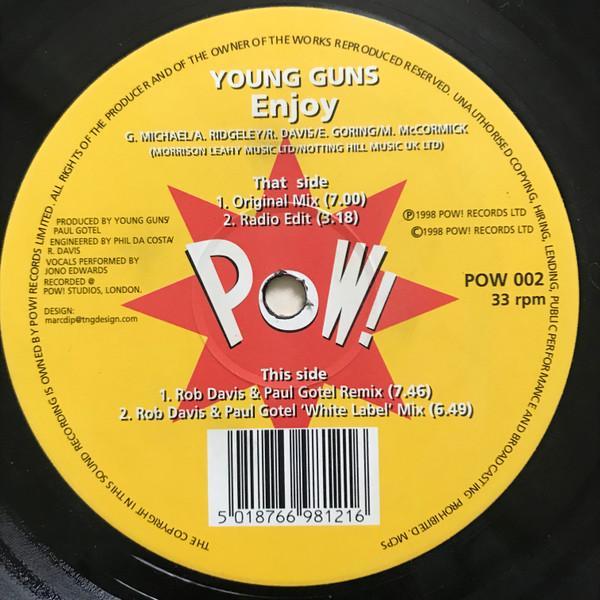 THE COPYRIGHT IN THIS SOUND RECORDING IS OWNED BY POW! RECORDS LIMITED. ALL RIGHTS OF THE PRODUCER AND OF THE OWNER OF THE WORKS REPRODUCED RESERVED. UNAUTHORISED COPYING, HIRING, LENDING, PUBLIC PERFORMANCE AND BROADCASTING PROHIBITED. MCPS
YOUNG GUNS
Enjoy
G. MICHAEL/A. RIDGELEY/R. DAVIS/E. GORING/M. McCORMICK
(MORRISON LEAHY MUSIC LTD/NOTTING HILL MUSIC UK LTD)
That side
1. Original Mix (7.00)
2. Radio Edit (3.18)
PRODUCED BY YOUNG GUNS/
PAUL GOTEL
ENGINEERED BY PHIL DA COSTA/
R. DAVIS
VOCALS PERFORMED BY
JONO EDWARDS
RECORDED @
POW! STUDIOS, LONDON.
DESIGN:
marcdip@tngdesign.com
Ⓟ1998 POW! RECORDS LTD
©1998 POW! RECORDS LTD
POW!
POW 002
33 rpm
This side
1. Rob Davis & Paul Gotel Remix (7.46)
2. Rob Davis & Paul Gotel 'White Label' Mix (6.49)
5 018766 981216